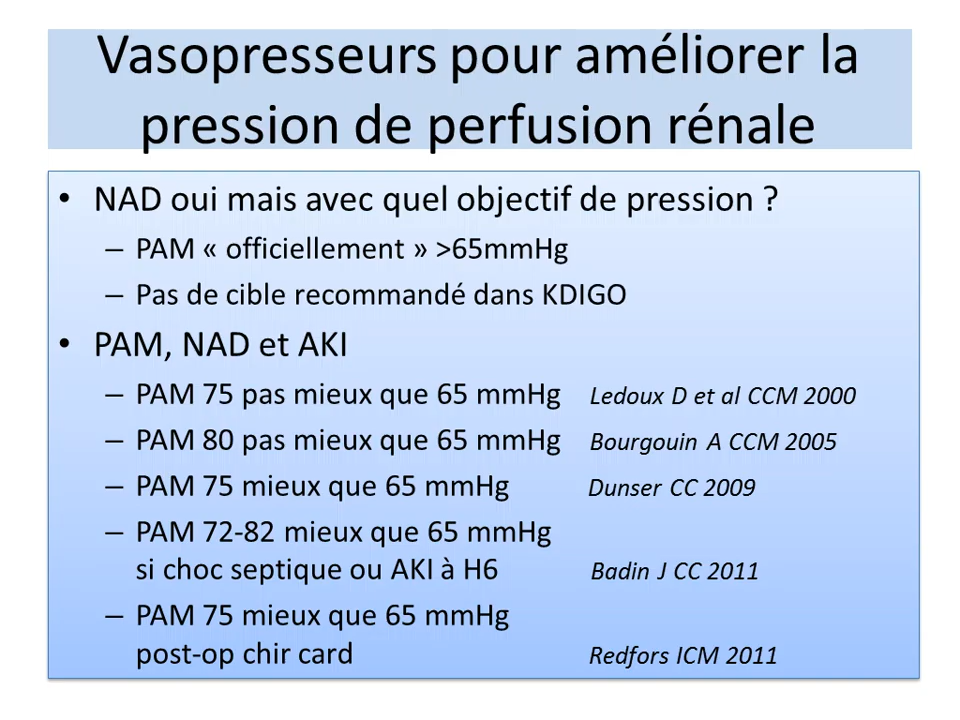 Vasopresseurs pour améliorer la
pression de perfusion rénale
• NAD oui mais avec quel objectif de pression ?
– PAM « officiellement » >65mmHg
– Pas de cible recommandé dans KDIGO
• PAM, NAD et AKI
– PAM 75 pas mieux que 65 mmHg Ledoux D et al CCM 2000
– PAM 80 pas mieux que 65 mmHg Bourgouin A CCM 2005
– PAM 75 mieux que 65 mmHg Dunser CC 2009
– PAM 72-82 mieux que 65 mmHg
si choc septique ou AKI à H6 Badin J CC 2011
– PAM 75 mieux que 65 mmHg
post-op chir card Redfors ICM 2011